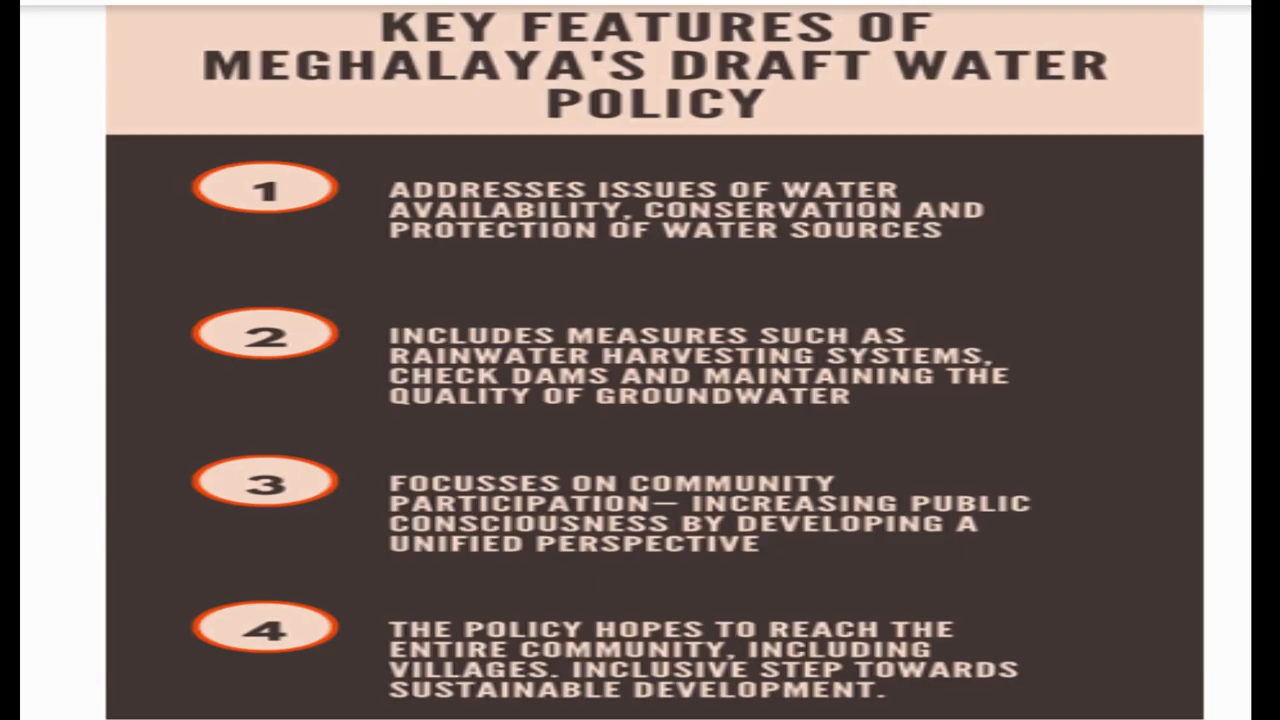 KEY FEATURES OF
MEGHALAYA'S DRAFT WATER
POLICY
1
ADDRESSES ISSUES OF WATER
AVAILABILITY, CONSERVATION AND
PROTECTION OF WATER SOURCES
2
INCLUDES MEASURES SUCH AS
RAINWATER HARVESTING SYSTEMS,
CHECK DAMS AND MAINTAINING THE
QUALITY OF GROUNDWATER
3
FOCUSSES ON COMMUNITY
PARTICIPATION— INCREASING PUBLIC
CONSCIOUSNESS BY DEVELOPING A
UNIFIED PERSPECTIVE
4
THE POLICY HOPES TO REACH THE
ENTIRE COMMUNITY, INCLUDING
VILLAGES. INCLUSIVE STEP TOWARDS
SUSTAINABLE DEVELOPMENT.